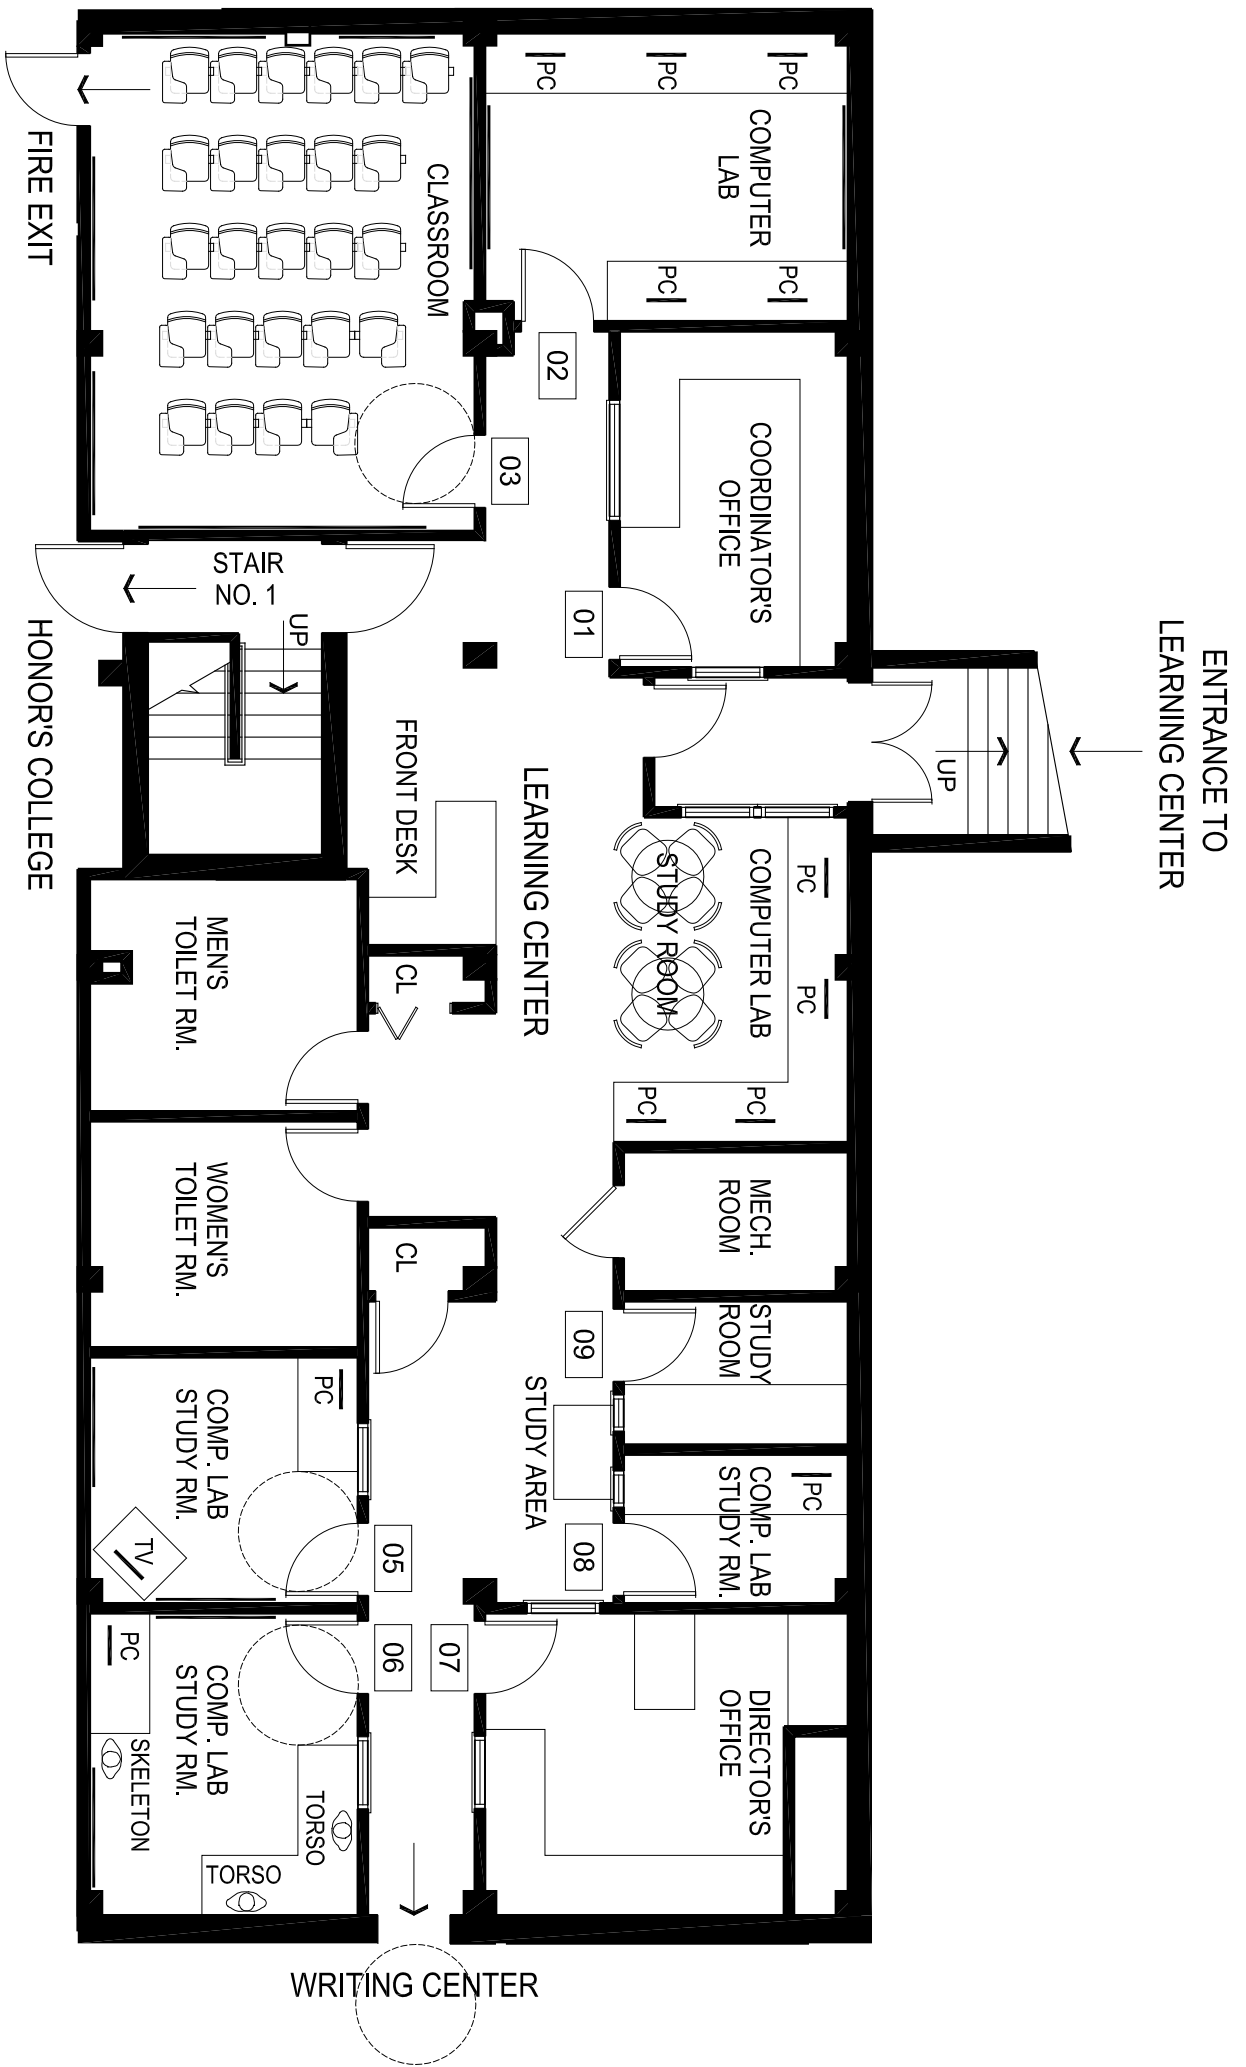 ENTRANCE TO
LEARNING CENTER
UP
PC
PC
PC
COMPUTER
LAB
PC
PC
02
COORDINATOR'S
OFFICE
01
CLASSROOM
03
FIRE EXIT
STAIR
NO. 1
UP
HONOR'S COLLEGE
FRONT DESK
LEARNING CENTER
PC
PC
COMPUTER LAB
STUDY ROOM
PC
PC
CL
MEN'S
TOILET RM.
WOMEN'S
TOILET RM.
CL
MECH.
ROOM
STUDY
ROOM
09
STUDY AREA
PC
COMP. LAB
STUDY RM.
08
PC
COMP. LAB
STUDY RM.
TV
05
06
07
PC
COMP. LAB
STUDY RM.
SKELETON
TORSO
TORSO
DIRECTOR'S
OFFICE
WRITING CENTER